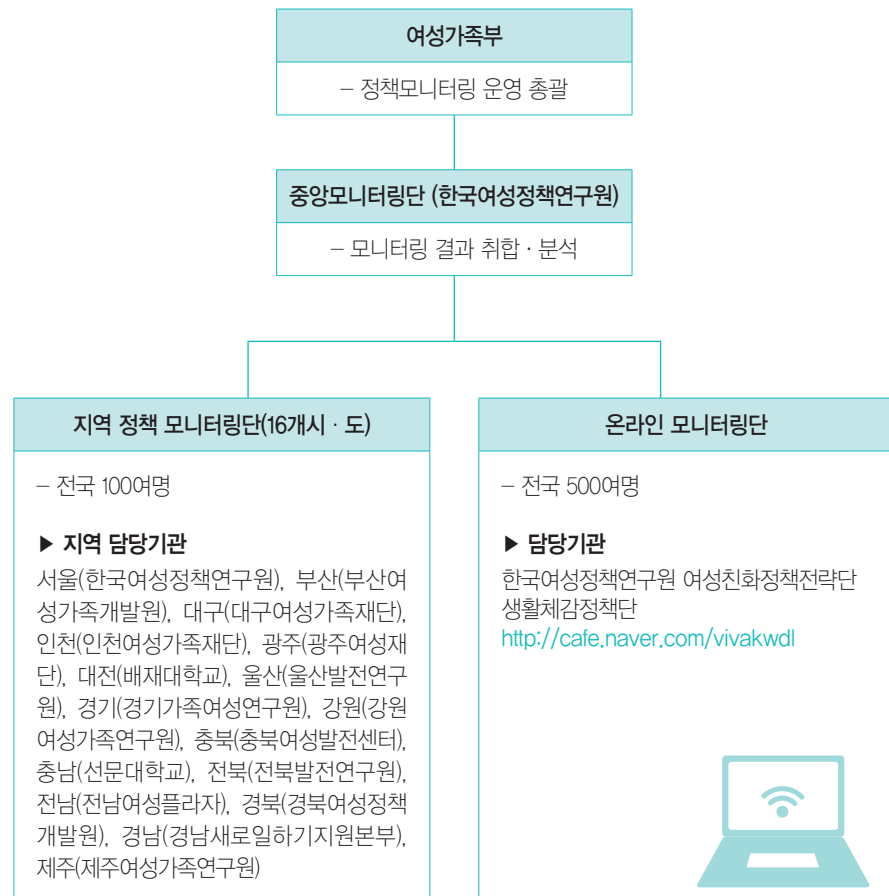 여성가족부
– 정책모니터링 운영 총괄
중앙모니터링단 (한국여성정책연구원)
– 모니터링 결과 취합 · 분석
지역 정책 모니터링단(16개시 · 도)
– 전국 100여명
▶ 지역 담당기관
서울(한국여성정책연구원), 부산(부산여
성가족개발원), 대구(대구여성가족재단),
인천(인천여성가족재단), 광주(광주여성재
단), 대전(배재대학교), 울산(울산발전연구
원), 경기(경기가족여성연구원), 강원(강원
여성가족연구원), 충북(충북여성발전센터),
충남(선문대학교), 전북(전북발전연구원),
전남(전남여성플라자), 경북(경북여성정책
개발원), 경남(경남새로일하기지원본부),
제주(제주여성가족연구원)
온라인 모니터링단
– 전국 500여명
▶ 담당기관
한국여성정책연구원 여성친화정책전략단
생활체감정책단
http://cafe.naver.com/vivakwdl